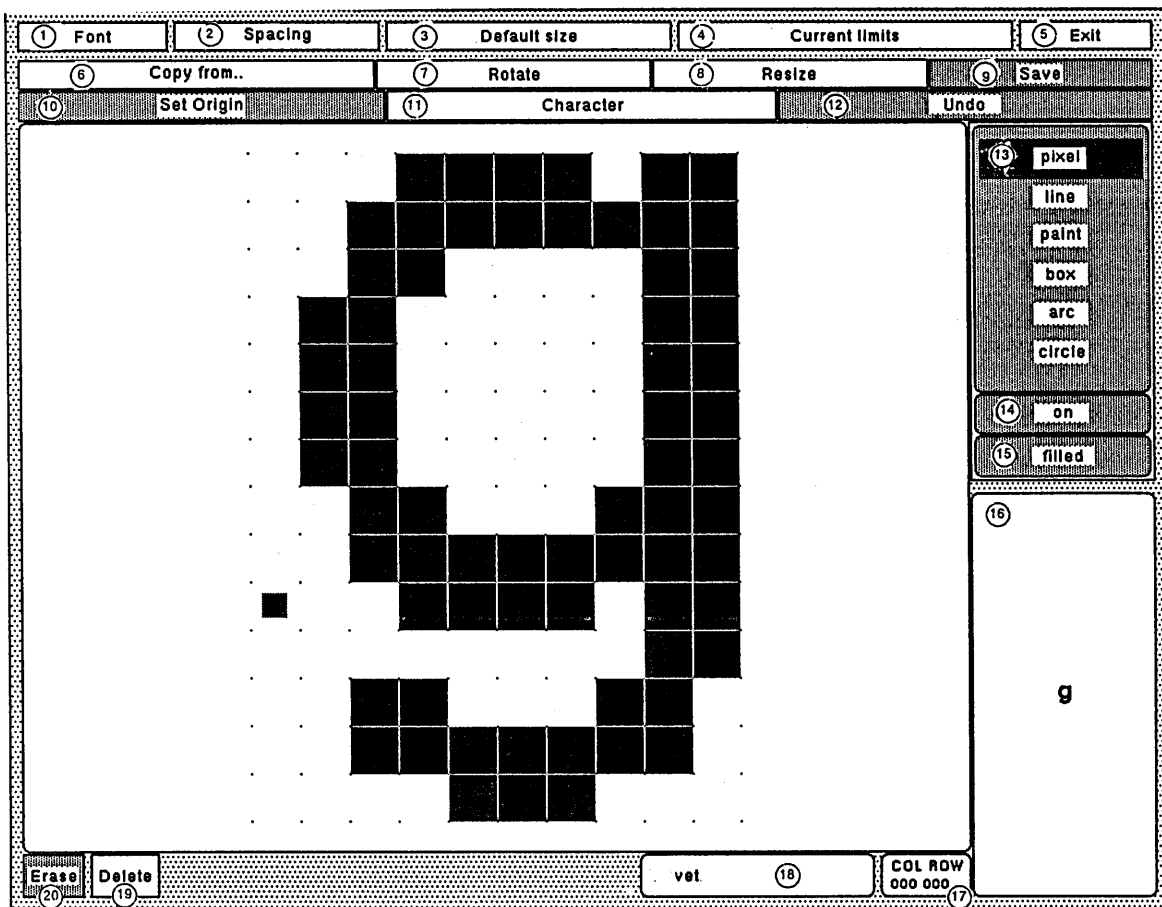 1 Font 2 Spacing 3 Default size 4 Current limits 5 Exit
6 Copy from.. 7 Rotate 8 Resize 9 Save
10 Set Origin 11 Character 12 Undo
13 pixel
line
paint
box
arc
circle
14 on
15 filled
16
g
Erase Delete vet 18 COL ROW
000 000
20 19 17